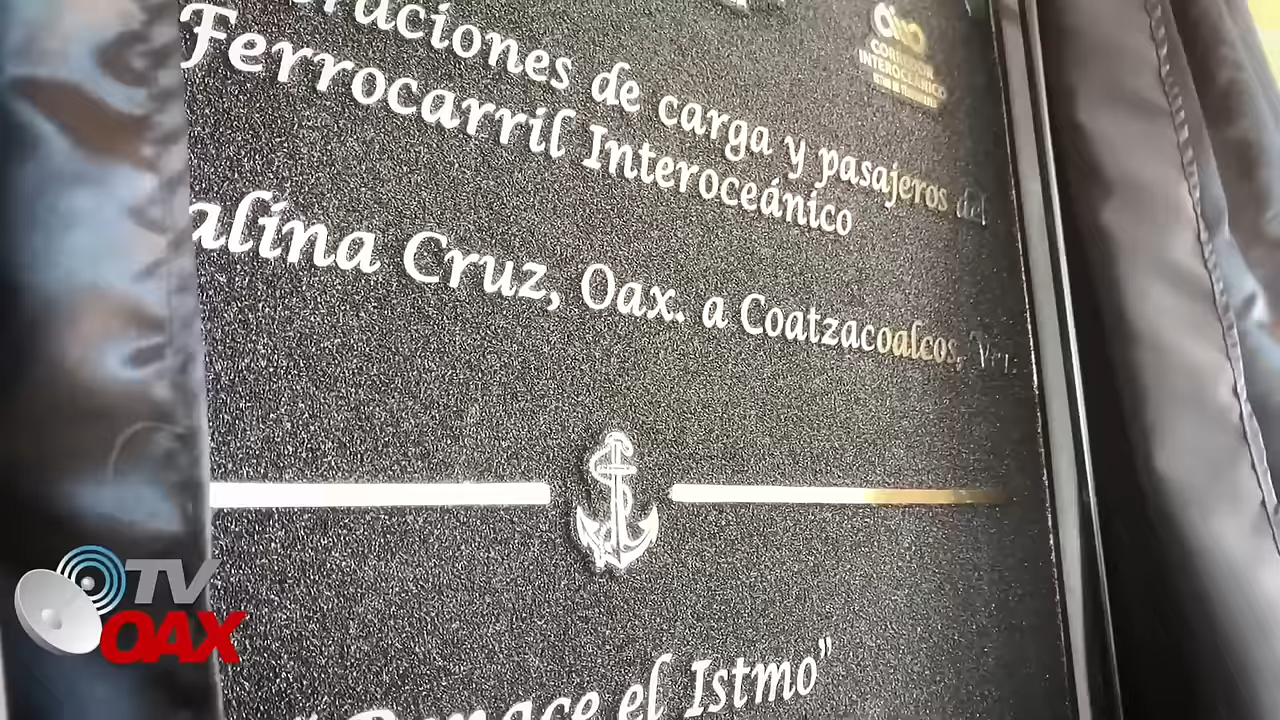 raciones de carga y pasajeros del
Ferrocarril Interoceánico
CORREDOR
INTEROCEÁNICO
ISTMO DE TEHUANTEPEC
alina Cruz, Oax. a Coatzacoalcos, Ver.
"Renace el Istmo"
TV
OAX